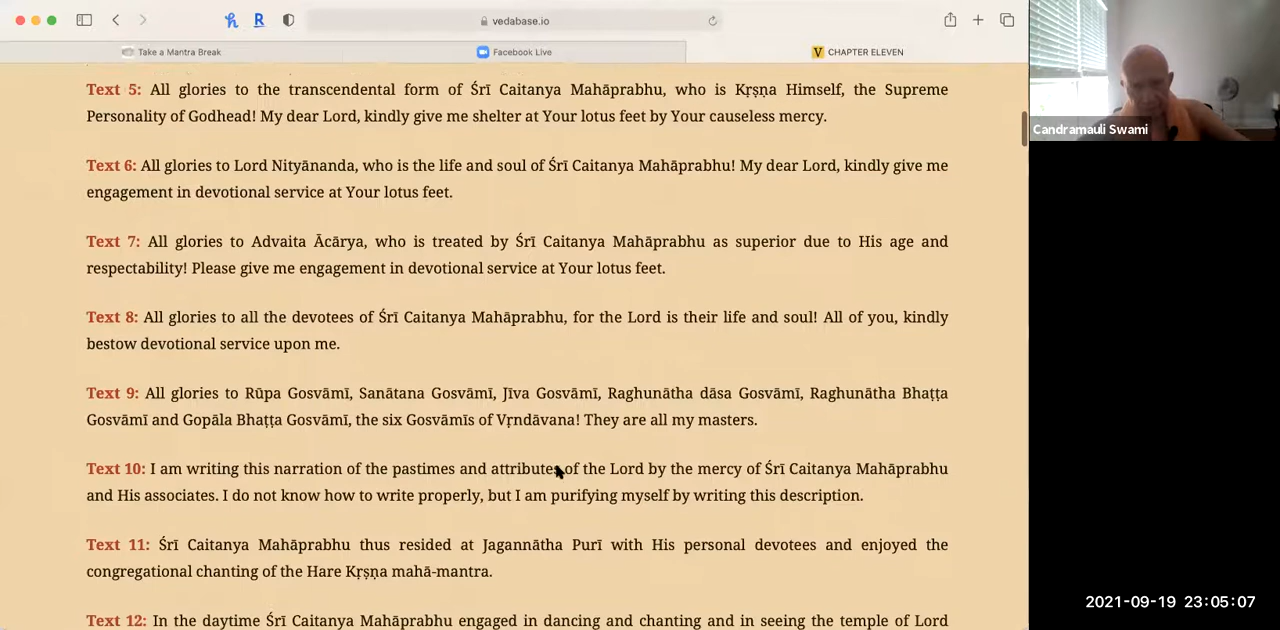 vedabase.io
Take a Mantra Break
Facebook Live
CHAPTER ELEVEN
Text 5: All glories to the transcendental form of Śrī Caitanya Mahāprabhu, who is Kṛṣṇa Himself, the Supreme
Personality of Godhead! My dear Lord, kindly give me shelter at Your lotus feet by Your causeless mercy.
Text 6: All glories to Lord Nityānanda, who is the life and soul of Śrī Caitanya Mahāprabhu! My dear Lord, kindly give me
engagement in devotional service at Your lotus feet.
Text 7: All glories to Advaita Ācārya, who is treated by Śrī Caitanya Mahāprabhu as superior due to His age and
respectability! Please give me engagement in devotional service at Your lotus feet.
Text 8: All glories to all the devotees of Śrī Caitanya Mahāprabhu, for the Lord is their life and soul! All of you, kindly
bestow devotional service upon me.
Text 9: All glories to Rūpa Gosvāmī, Sanātana Gosvāmī, Jīva Gosvāmī, Raghunātha dāsa Gosvāmī, Raghunātha Bhaṭṭa
Gosvāmī and Gopāla Bhaṭṭa Gosvāmī, the six Gosvāmīs of Vṛndāvana! They are all my masters.
Text 10: I am writing this narration of the pastimes and attributes of the Lord by the mercy of Śrī Caitanya Mahāprabhu
and His associates. I do not know how to write properly, but I am purifying myself by writing this description.
Text 11: Śrī Caitanya Mahāprabhu thus resided at Jagannātha Purī with His personal devotees and enjoyed the
congregational chanting of the Hare Kṛṣṇa mahā-mantra.
Text 12: In the daytime Śrī Caitanya Mahāprabhu engaged in dancing and chanting and in seeing the temple of Lord
Candramauli Swami
2021-09-19 23:05:07